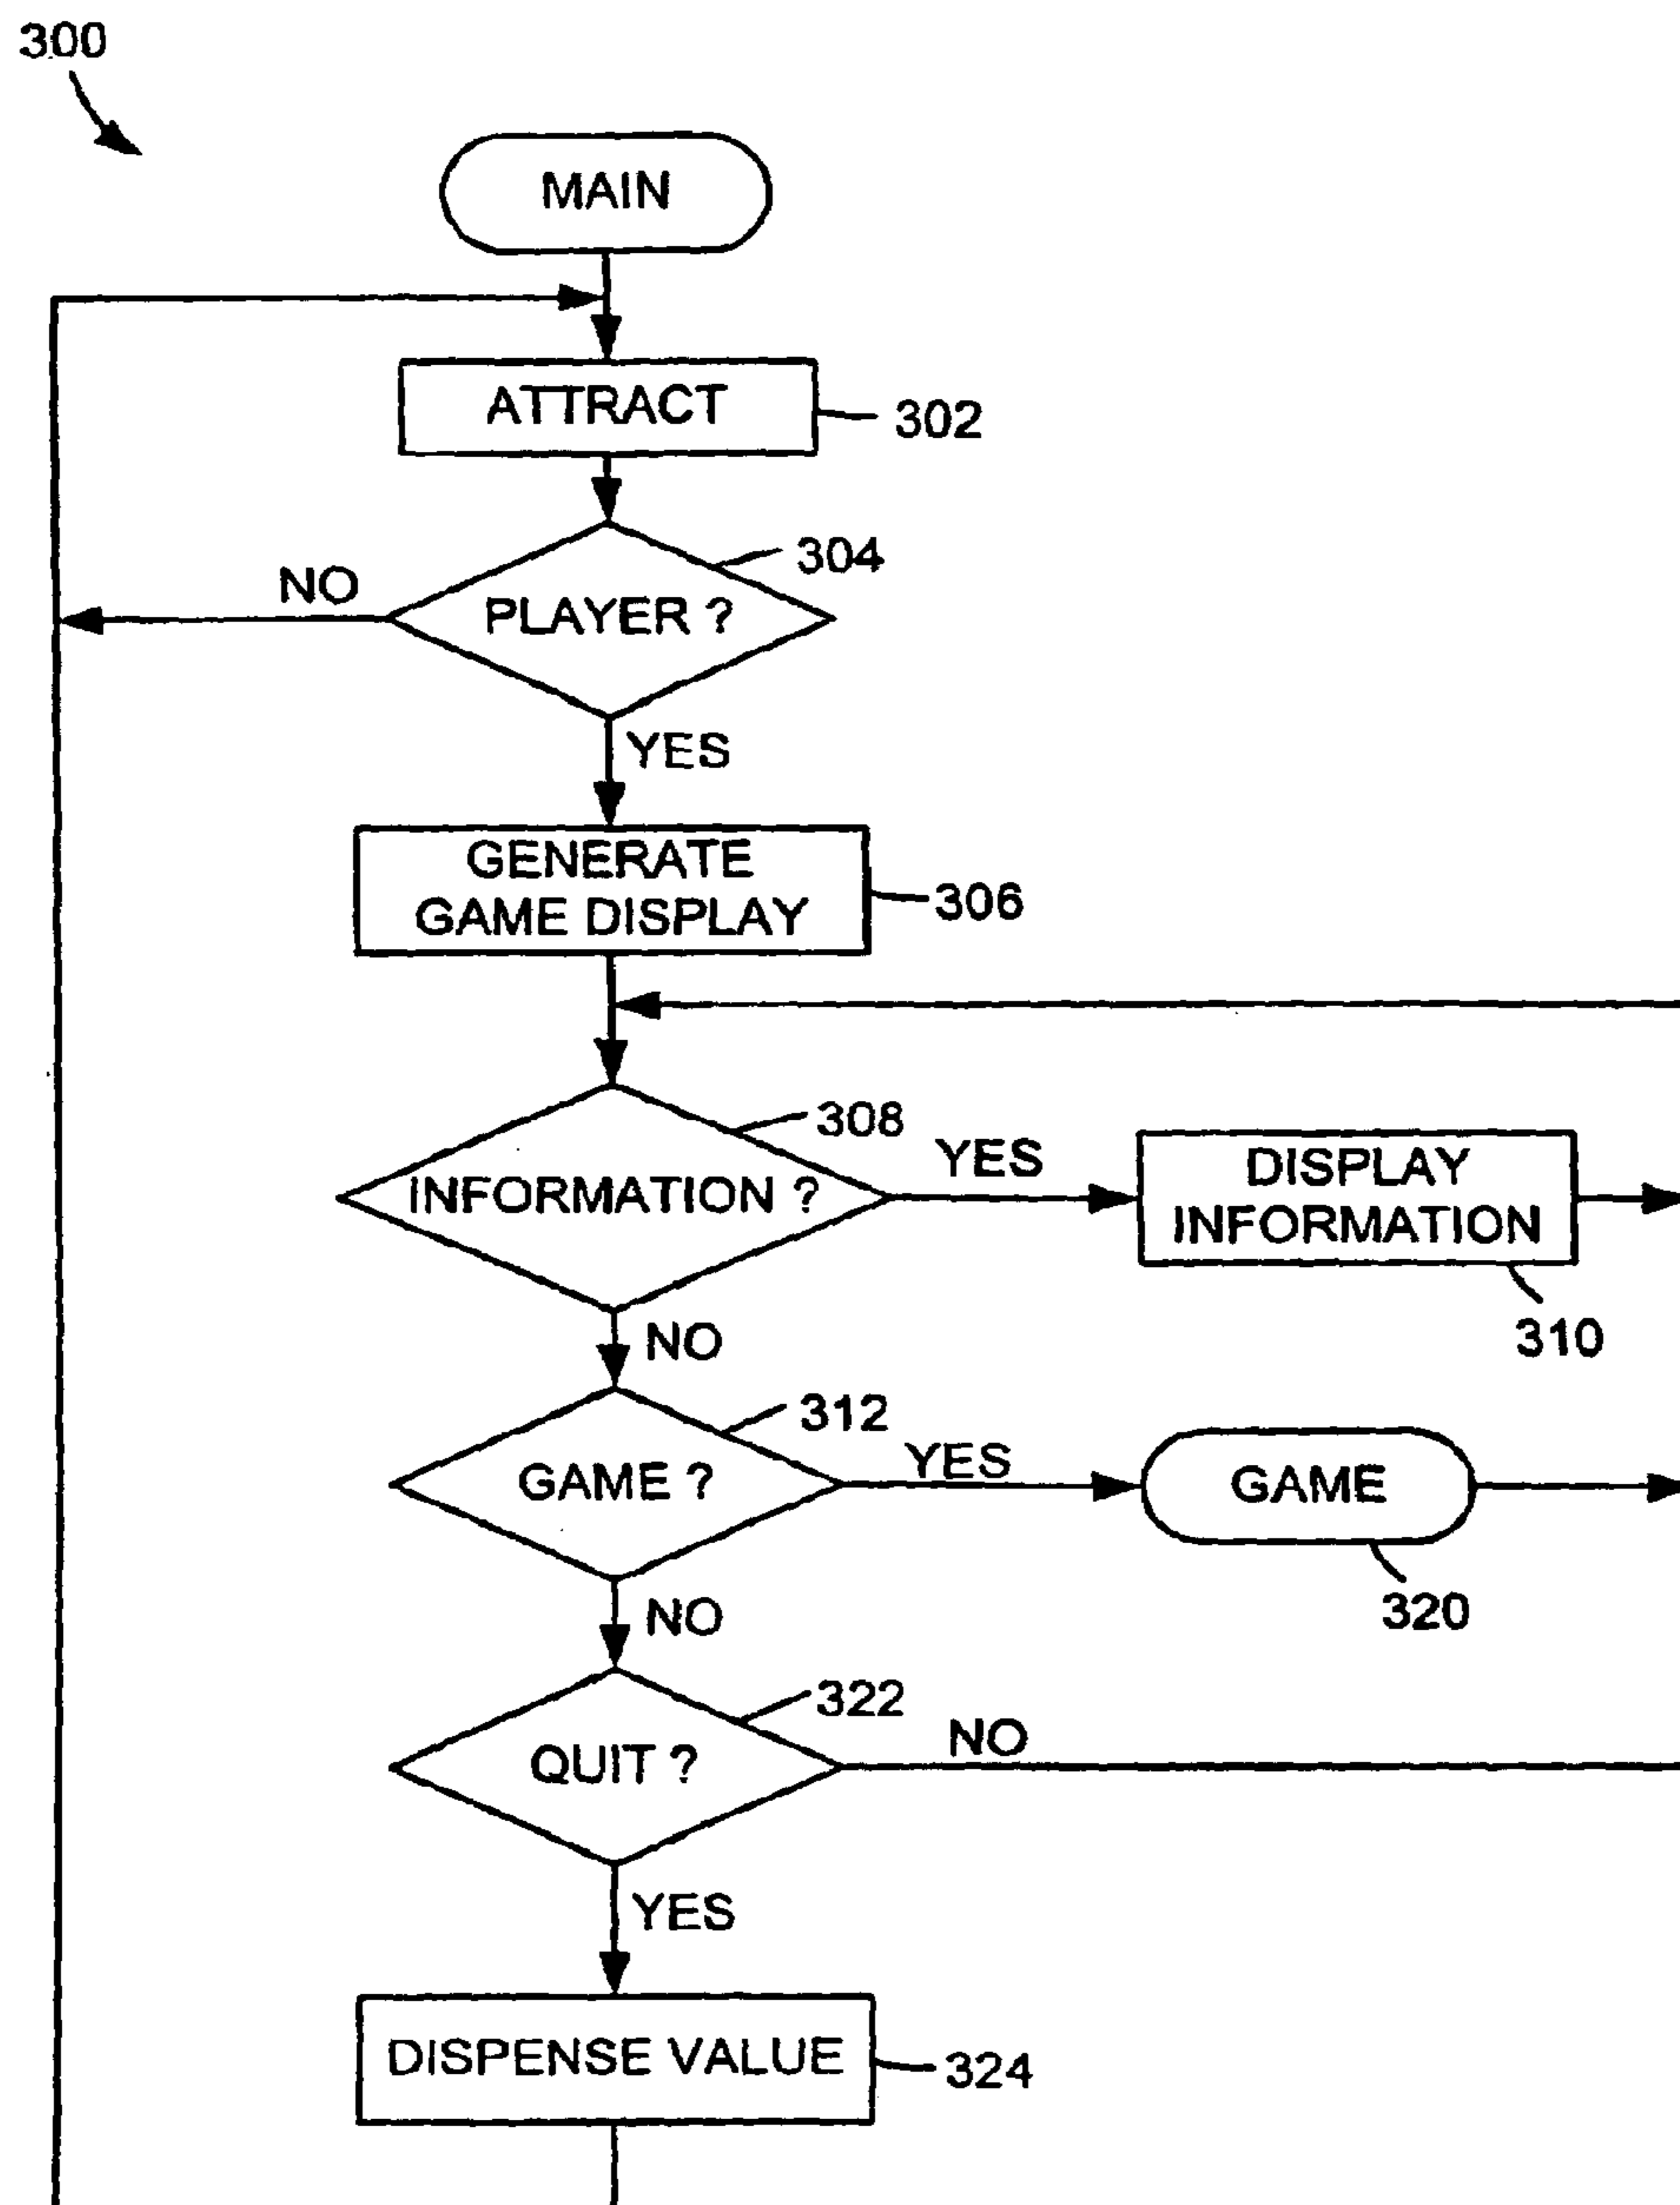 300
MAIN
ATTRACT
302
304
NO
PLAYER ?
YES
GENERATE
GAME DISPLAY
306
308
INFORMATION ?
YES
DISPLAY
INFORMATION
310
NO
312
GAME ?
YES
GAME
320
NO
322
QUIT ?
NO
YES
DISPENSE VALUE
324